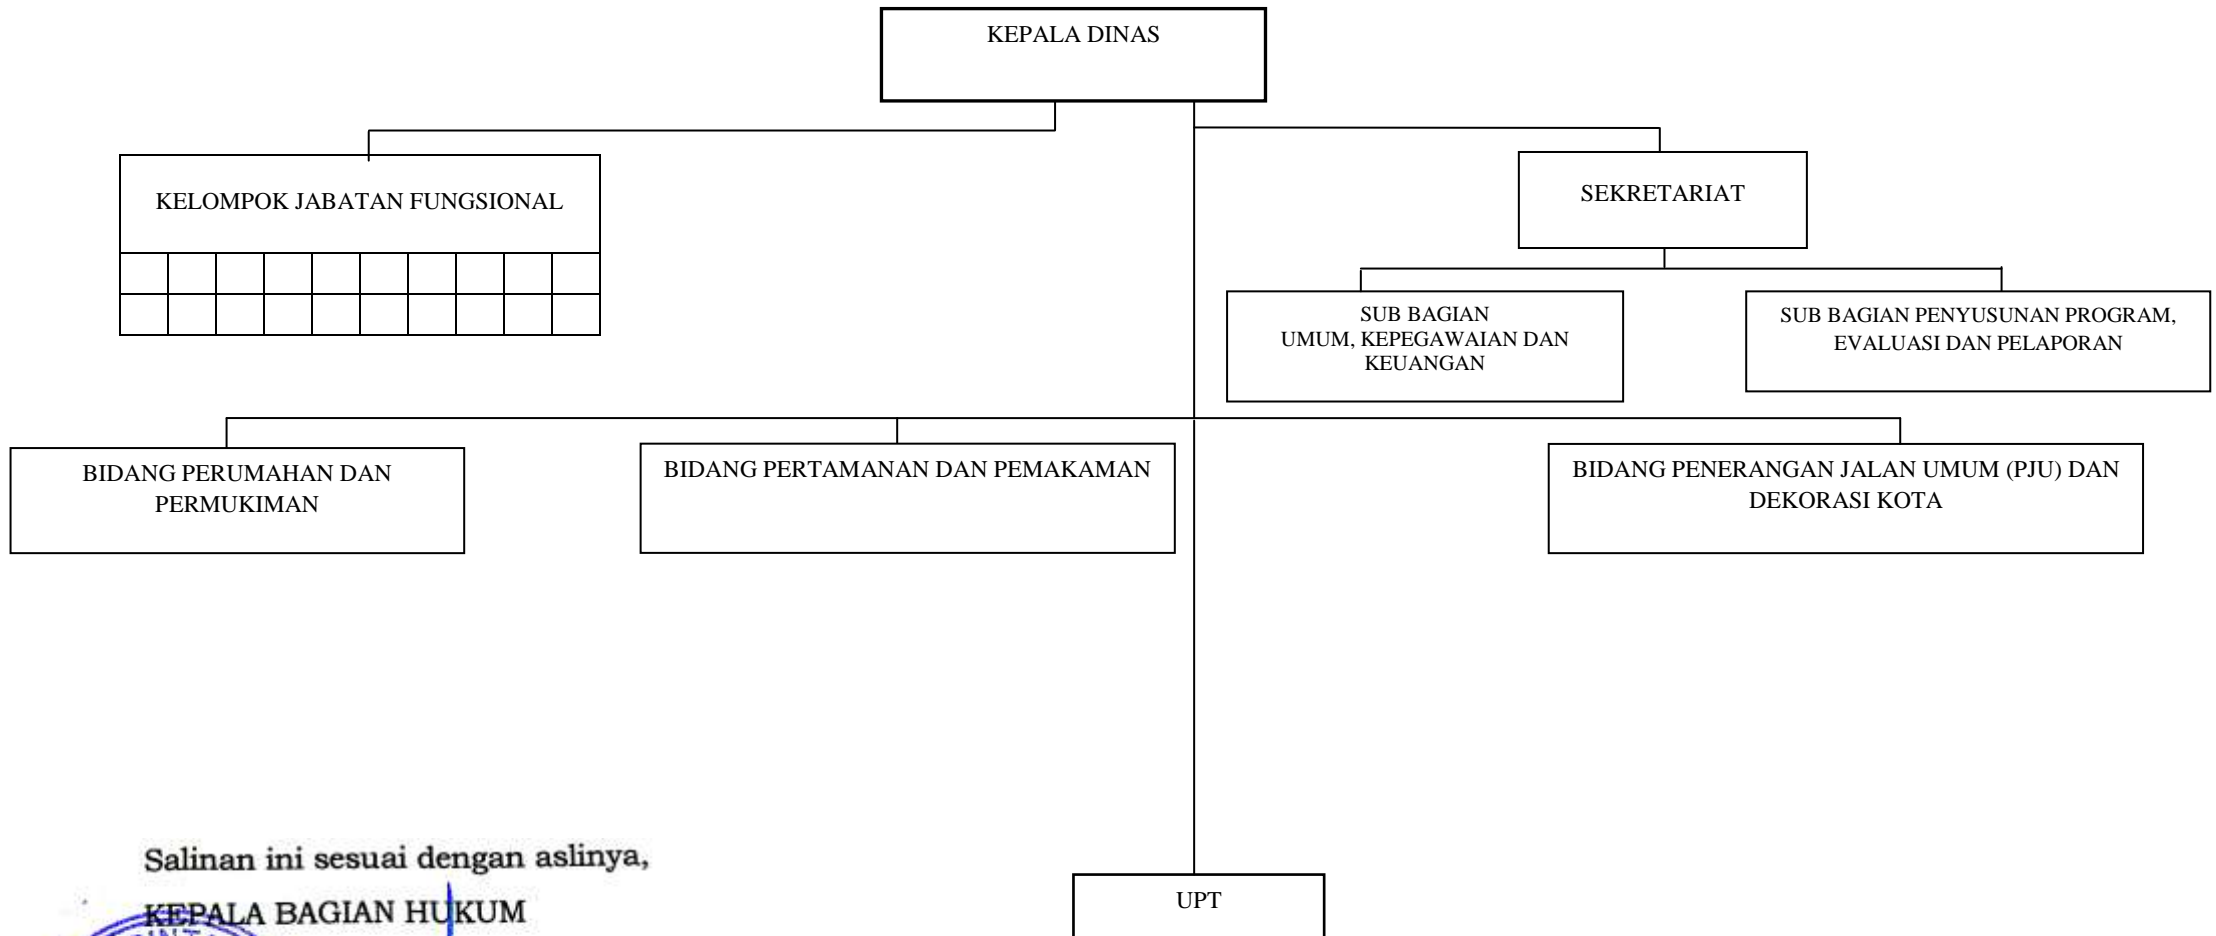 KEPALA DINAS
KELOMPOK JABATAN FUNGSIONAL
SEKRETARIAT
SUB BAGIAN
UMUM, KEPEGAWAIAN DAN
KEUANGAN
SUB BAGIAN PENYUSUNAN PROGRAM,
EVALUASI DAN PELAPORAN
BIDANG PERUMAHAN DAN
PERMUKIMAN
BIDANG PERTAMANAN DAN PEMAKAMAN
BIDANG PENERANGAN JALAN UMUM (PJU) DAN
DEKORASI KOTA
Salinan ini sesuai dengan aslinya,
KEPALA BAGIAN HUKUM
UPT